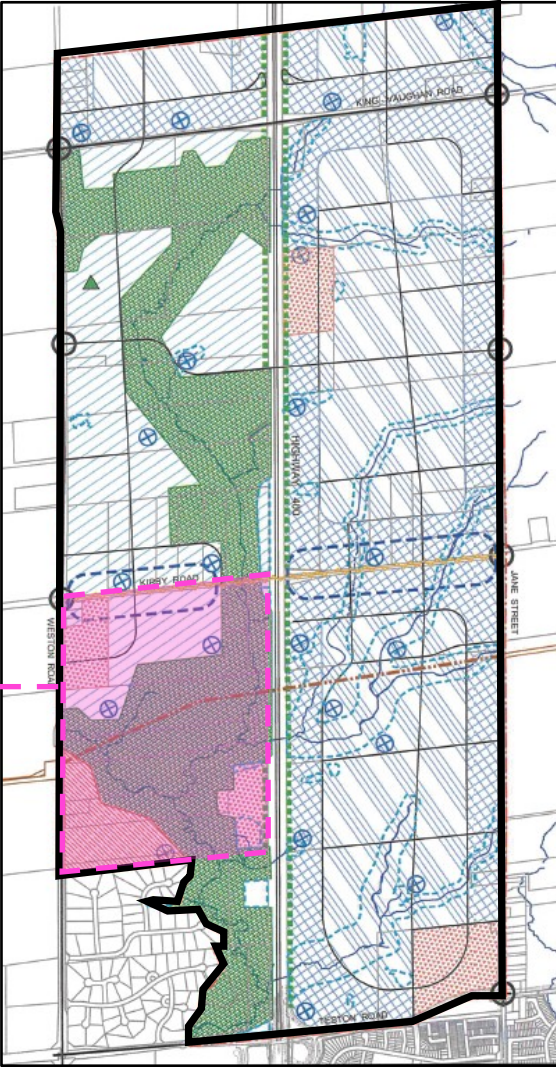 KING-VAUGHAN ROAD
HIGHWAY 400
KIRBY ROAD
JANE STREET
WESTON ROAD
TESTON ROAD